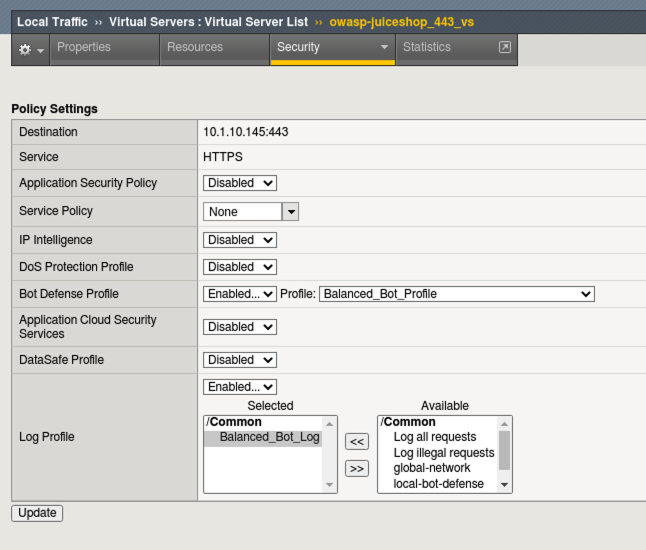 Local Traffic ›› Virtual Servers : Virtual Server List ›› owasp-juiceshop_443_vs
Properties Resources Security Statistics
Policy Settings
Destination 10.1.10.145:443
Service HTTPS
Application Security Policy Disabled
Service Policy None
IP Intelligence Disabled
DoS Protection Profile Disabled
Bot Defense Profile Enabled... Profile: Balanced_Bot_Profile
Application Cloud Security
Services Disabled
DataSafe Profile Disabled
Log Profile Enabled...
Selected Available
/Common /Common
Balanced_Bot_Log Log all requests
<< Log illegal requests
>> global-network
local-bot-defense
Update